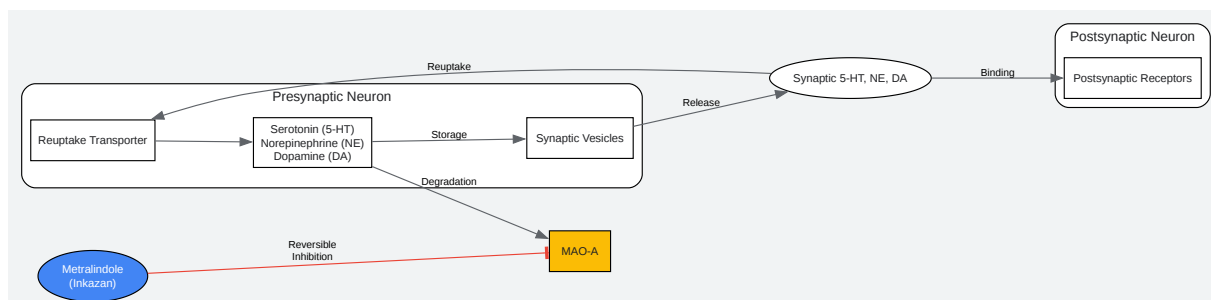 Postsynaptic Neuron
Reuptake
Synaptic 5-HT, NE, DA
Binding
Postsynaptic Receptors
Presynaptic Neuron
Release
Reuptake Transporter
Serotonin (5-HT)
Norepinephrine (NE)
Dopamine (DA)
Storage
Synaptic Vesicles
Degradation
Metralindole
(Inkazan)
Reversible
Inhibition
MAO-A